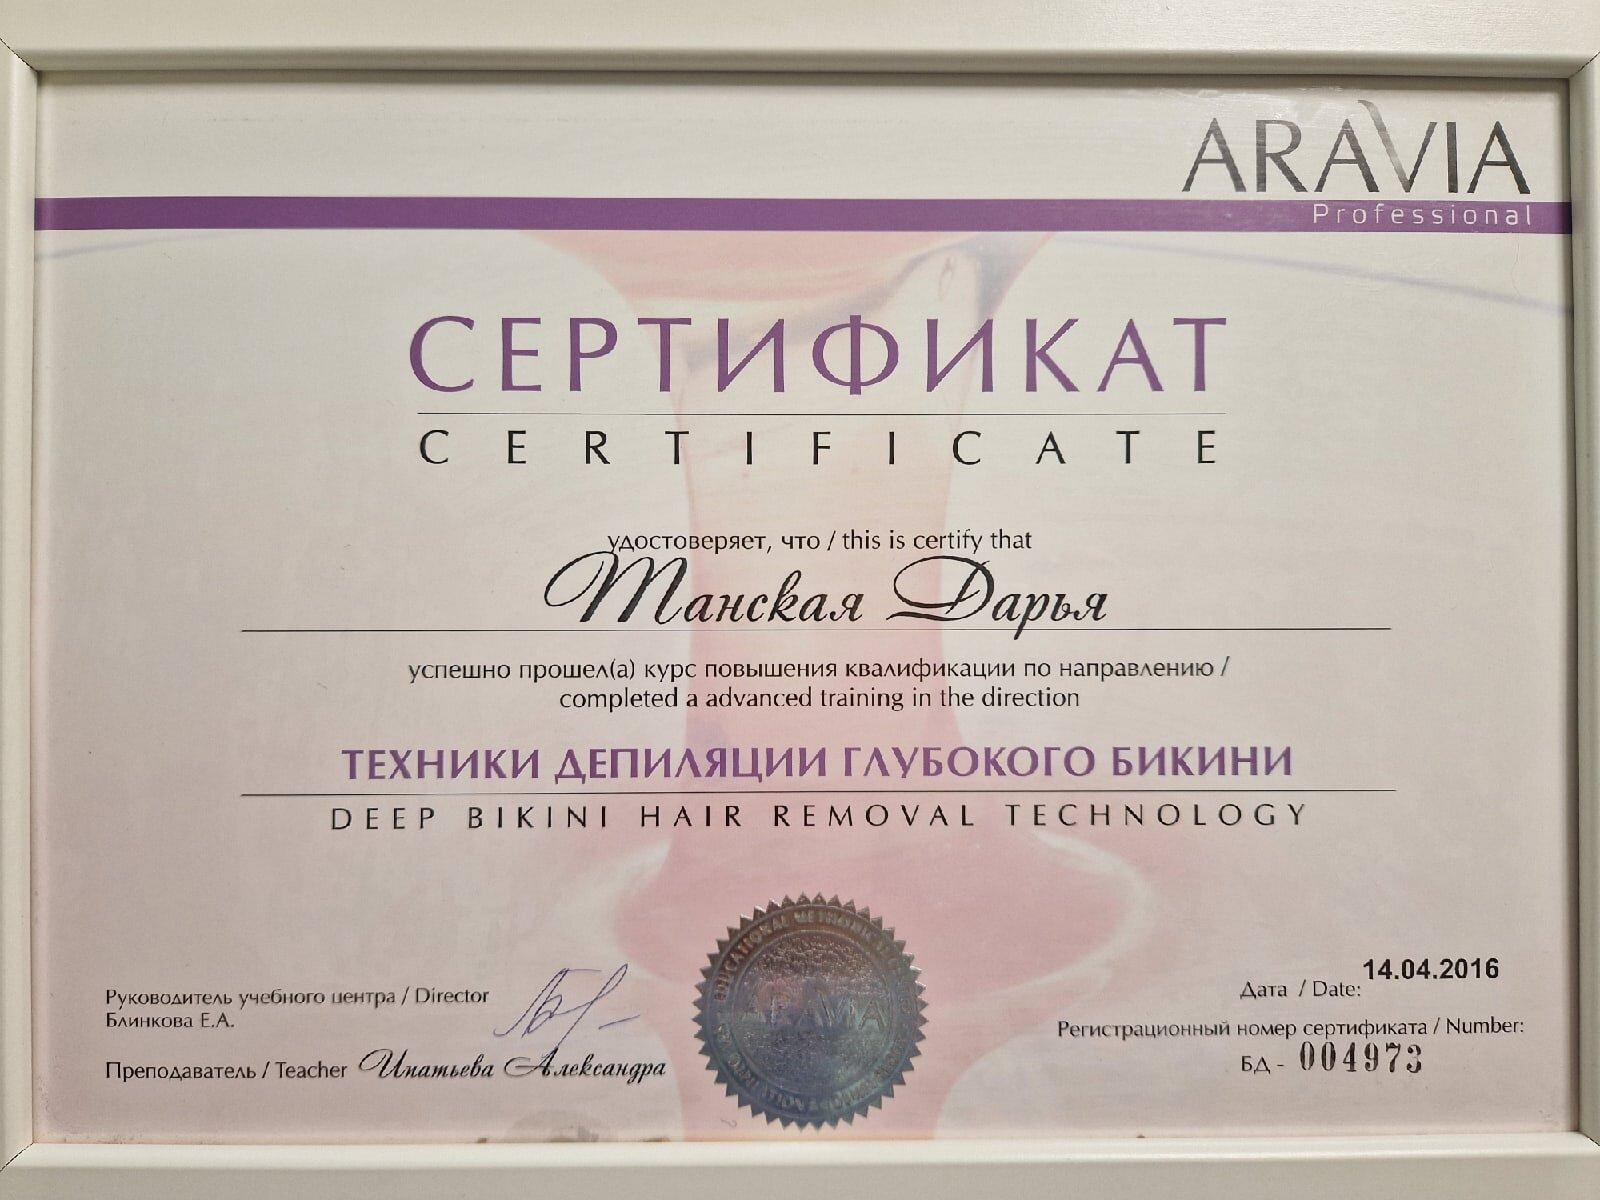 ARAVIA
Professional
СЕРТИФИКАТ
CERTIFICATE
удостоверяет, что / this is certify that
Танская Дарья
успешно прошел(а) курс повышения квалификации по направлению /
completed a advanced training in the direction
ТЕХНИКИ ДЕПИЛЯЦИИ ГЛУБОКОГО БИКИНИ
DEEP BIKINI HAIR REMOVAL TECHNOLOGY
Руководитель учебного центра / Director
Блинкова Е.А.
Преподаватель / Teacher Ипатьева Александра
EDUCATIONAL
ARAVIA
14.04.2016
Дата / Date:
Регистрационный номер сертификата / Number:
БД - 004973